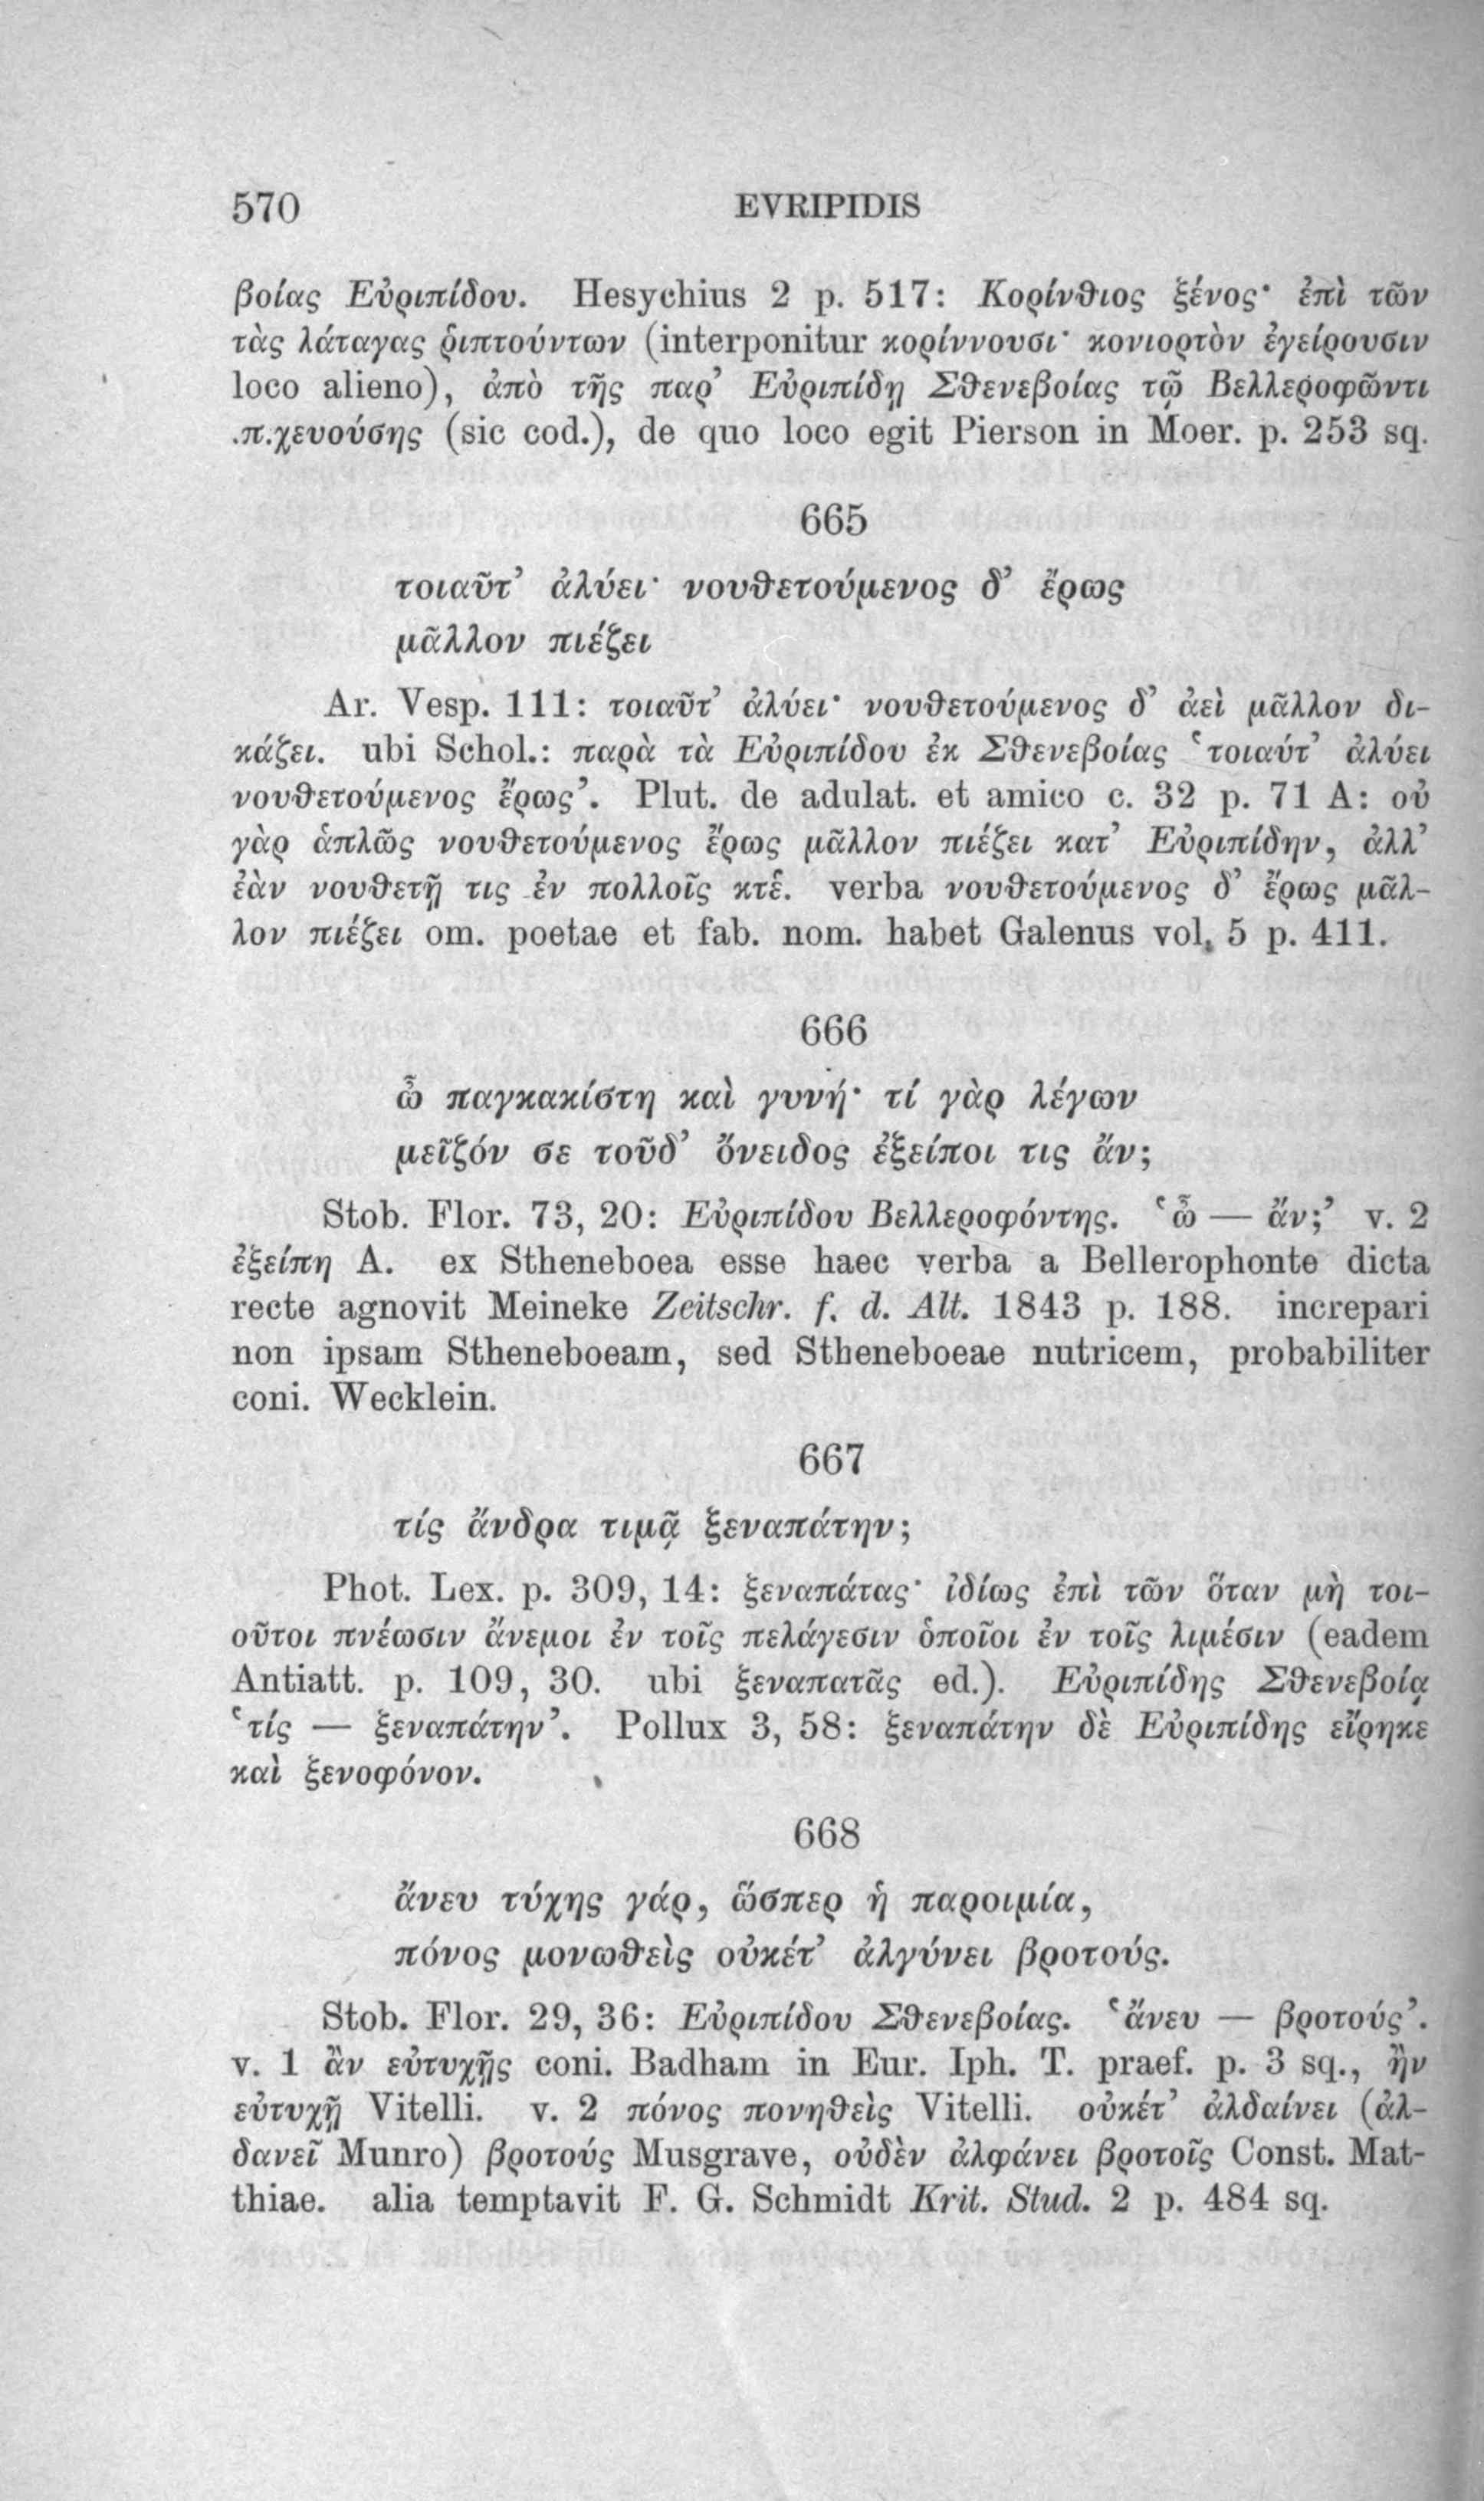 570 EVRIPIDIS
βοίας Εὐριπίδου. Hesychius 2 p. 517: Κορίνθιος ξένος· ἐπὶ τῶν
τὰς λάταγας ῥιπτούντων (interponitur κορίννουσι· κονιορτὸν ἐγείρουσιν
loco alieno), ἀπὸ τῆς παρ’ Εὐριπίδῃ Σθενεβοίας τῷ Βελλεροφῶντι
.π.χευούσης (sic cod.), de quo loco egit Pierson in Moer. p. 253 sq.
665
τοιαῦτ’ ἀλύει· νουθετούμενος δ’ ἔρως
μᾶλλον πιέζει
Ar. Vesp. 111: τοιαῦτ’ ἀλύει· νουθετούμενος δ’ ἀεὶ μᾶλλον δι-
κάζει. ubi Schol.: παρὰ τὰ Εὐριπίδου ἐκ Σθενεβοίας ‘τοιαύτ’ ἀλύει
νουθετούμενος ἔρως’. Plut. de adulat. et amico c. 32 p. 71 A: οὐ
γὰρ ἁπλῶς νουθετούμενος ἔρως μᾶλλον πιέζει κατ’ Εὐριπίδην, ἀλλ’
ἐὰν νουθετῇ τις ἐν πολλοῖς κτἑ. verba νουθετούμενος δ’ ἔρως μᾶλ-
λον πιέζει om. poetae et fab. nom. habet Galenus vol. 5 p. 411.
666
ὦ παγκακίστη καὶ γυνή· τί γὰρ λέγων
μεῖζόν σε τοῦδ’ ὄνειδος ἐξείποι τις ἄν;
Stob. Flor. 73, 20: Εὐριπίδου Βελλεροφόντης. ‘ὦ — ἄν;’ v. 2
ἐξείπη A. ex Stheneboea esse haec verba a Bellerophonte dicta
recte agnovit Meineke Zeitschr. f. d. Alt. 1843 p. 188. increpari
non ipsam Stheneboeam, sed Stheneboeae nutricem, probabiliter
coni. Wecklein.
667
τίς ἄνδρα τιμᾷ ξεναπάτην;
Phot. Lex. p. 309, 14: ξεναπάτας· ἰδίως ἐπὶ τῶν ὅταν μὴ τοι-
οῦτοι πνέωσιν ἄνεμοι ἐν τοῖς πελάγεσιν ὁποῖοι ἐν τοῖς λιμέσιν (eadem
Antiatt. p. 109, 30. ubi ξεναπατᾶς ed.). Εὐριπίδης Σθενεβοίᾳ
‘τίς — ξεναπάτην’. Pollux 3, 58: ξεναπάτην δὲ Εὐριπίδης εἴρηκε
καὶ ξενοφόνον.
668
ἄνευ τύχης γάρ, ὥσπερ ἡ παροιμία,
πόνος μονωθεὶς οὐκέτ’ ἀλγύνει βροτούς.
Stob. Flor. 29, 36: Εὐριπίδου Σθενεβοίας. ‘ἄνευ — βροτούς’.
v. 1 ἂν εὐτυχῇς coni. Badham in Eur. Iph. T. praef. p. 3 sq., ἢν
εὐτυχῇ Vitelli. v. 2 πόνος πονηθεὶς Vitelli. οὐκέτ’ ἀλδαίνει (ἀλ-
δανεῖ Munro) βροτούς Musgrave, οὐδὲν ἀλφάνει βροτοῖς Const. Mat-
thiae. alia temptavit F. G. Schmidt Krit. Stud. 2 p. 484 sq.